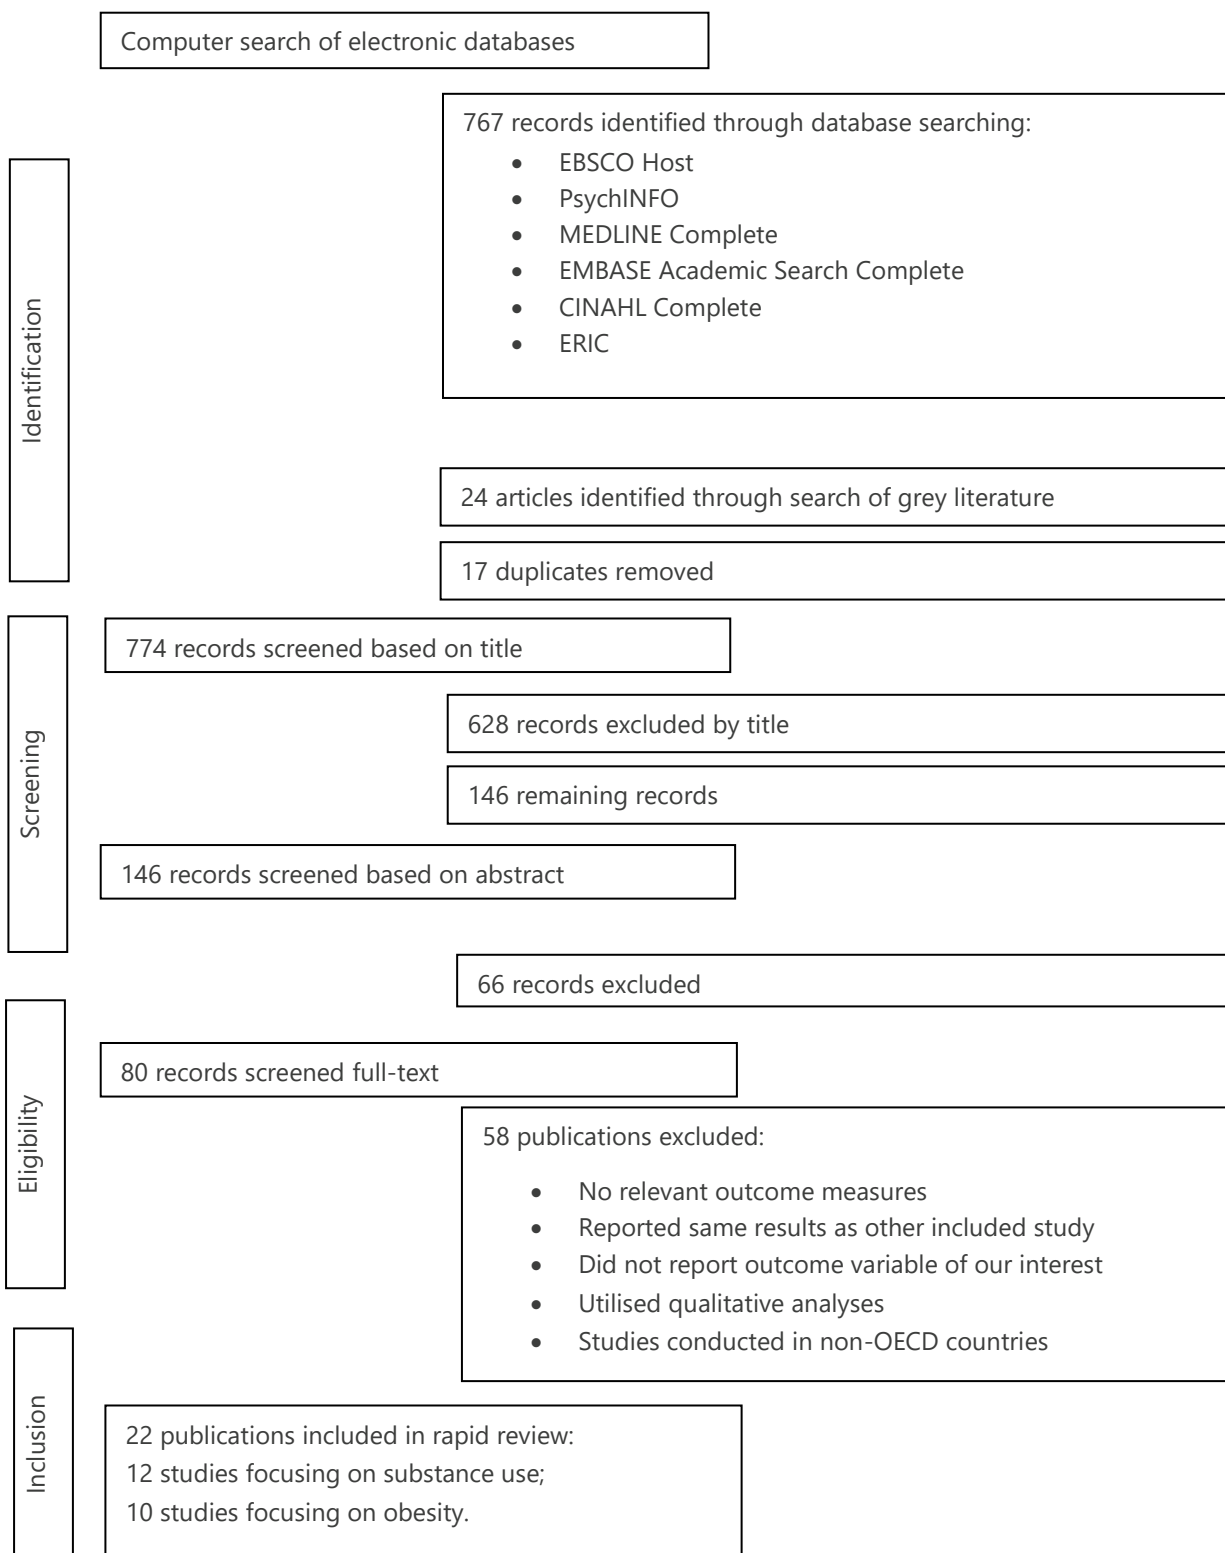 Computer search of electronic databases
767 records identified through database searching:
• EBSCO Host
• PsychINFO
• MEDLINE Complete
• EMBASE Academic Search Complete
• CINAHL Complete
• ERIC
Identification
24 articles identified through search of grey literature
17 duplicates removed
774 records screened based on title
628 records excluded by title
Screening
146 remaining records
146 records screened based on abstract
66 records excluded
80 records screened full-text
Eligibility
58 publications excluded:
• No relevant outcome measures
• Reported same results as other included study
• Did not report outcome variable of our interest
• Utilised qualitative analyses
• Studies conducted in non-OECD countries
Inclusion
22 publications included in rapid review:
12 studies focusing on substance use;
10 studies focusing on obesity.